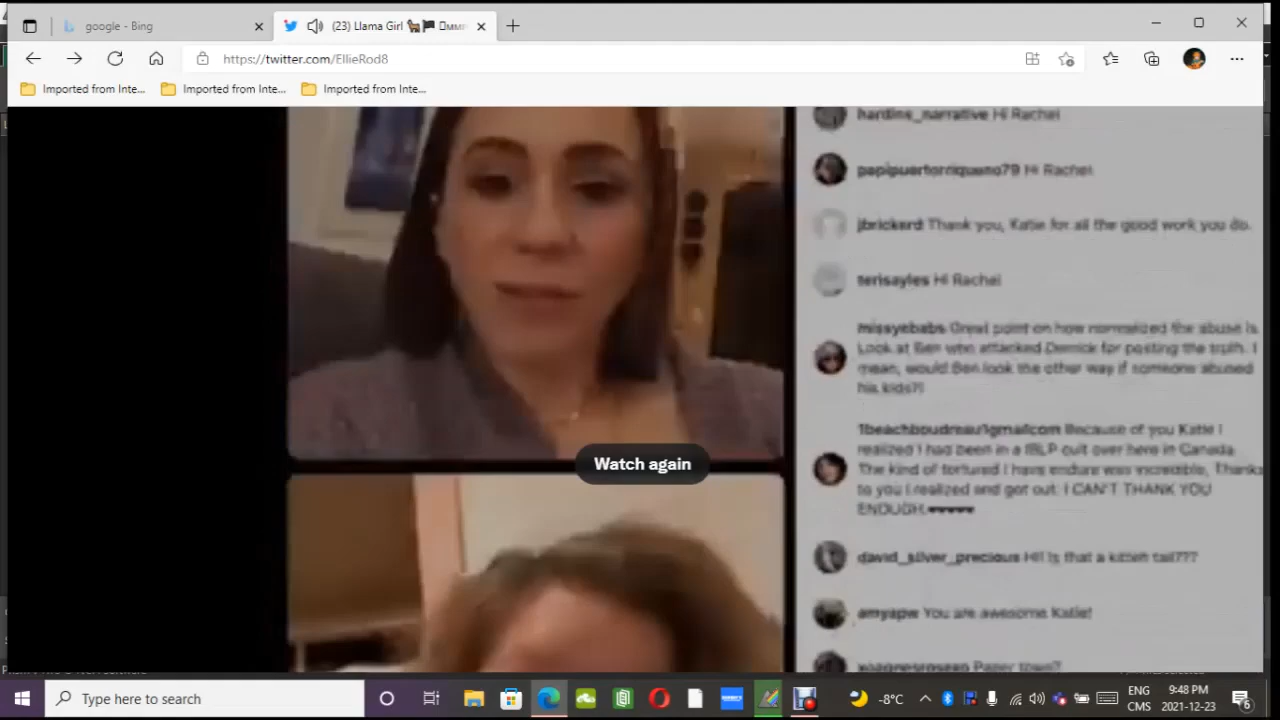 google - Bing
(23) Llama Girl
https://twitter.com/EllieRod8
Imported from Inte...
Imported from Inte...
Imported from Inte...
hardins_narrative Hi Rachel
papipuertorriqueno79 Hi Rachel
jbrickerd Thank you, Katie for all the good work you do.
terisayles Hi Rachel
missyebabs Great point on how normalized the abuse is.
Look at Ben who attacked Derrick for posting the truth. I
mean, would Ben look the other way if someone abused
his kids?!
1beachboudreau1gmailcom Because of you Katie I
realized I had been in a IBLP cult over here in Canada.
The kind of tortured I have endure was incredible, Thanks
to you I realized and got out. I CAN'T THANK YOU
ENOUGH.♥♥♥♥♥
Watch again
david_silver_precious Hi! Is that a kitten tail???
amyapw You are awesome Katie!
Paper town?
Type here to search
-8°C
ENG
CMS
9:48 PM
2021-12-23
6